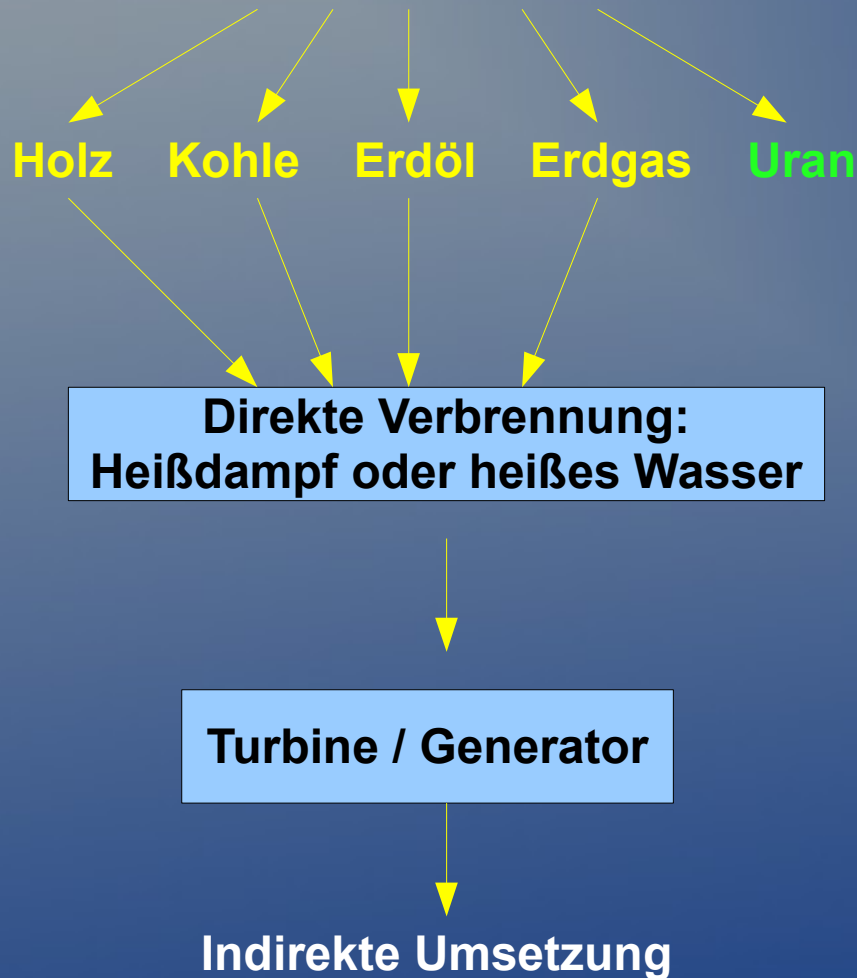 Holz Kohle Erdöl Erdgas Uran
Direkte Verbrennung:
Heißdampf oder heißes Wasser
Turbine / Generator
Indirekte Umsetzung